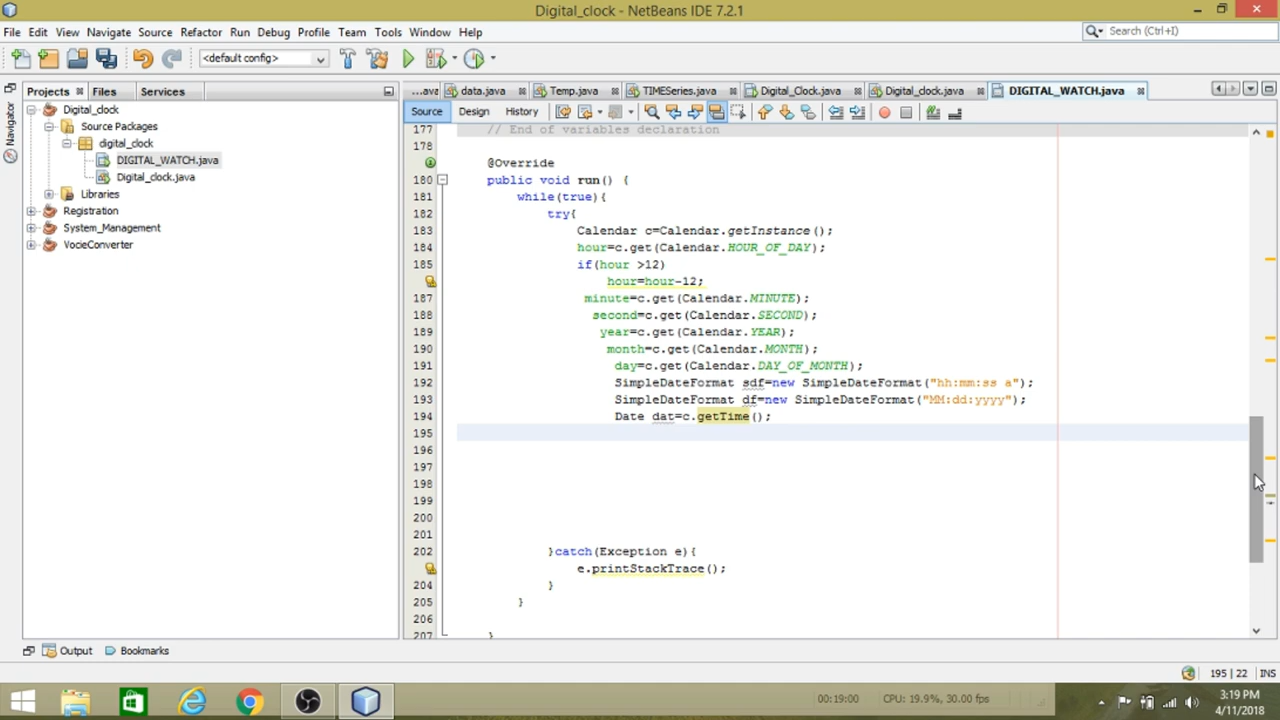 Digital_clock - NetBeans IDE 7.2.1
File Edit View Navigate Source Refactor Run Debug Profile Team Tools Window Help
Search (Ctrl+I)
<default config>
Projects Files Services
...ava data.java Temp.java TIMESeries.java Digital_Clock.java Digital_clock.java DIGITAL_WATCH.java
Source Design History
Navigator
Digital_clock
Source Packages
digital_clock
DIGITAL_WATCH.java
Digital_clock.java
Libraries
Registration
System_Management
VocieConverter
177 // End of variables declaration
178
@Override
180 public void run() {
181 while(true){
182 try{
183 Calendar c=Calendar.getInstance();
184 hour=c.get(Calendar.HOUR_OF_DAY);
185 if(hour >12)
hour=hour-12;
187 minute=c.get(Calendar.MINUTE);
188 second=c.get(Calendar.SECOND);
189 year=c.get(Calendar.YEAR);
190 month=c.get(Calendar.MONTH);
191 day=c.get(Calendar.DAY_OF_MONTH);
192 SimpleDateFormat sdf=new SimpleDateFormat("hh:mm:ss a");
193 SimpleDateFormat df=new SimpleDateFormat("MM:dd:yyyy");
194 Date dat=c.getTime();
195
196
197
198
199
200
201
202 }catch(Exception e){
e.printStackTrace();
204 }
205 }
206
207 }
Output Bookmarks
195 | 22 INS
00:19:00 CPU: 19.9%, 30.00 fps
3:19 PM
4/11/2018